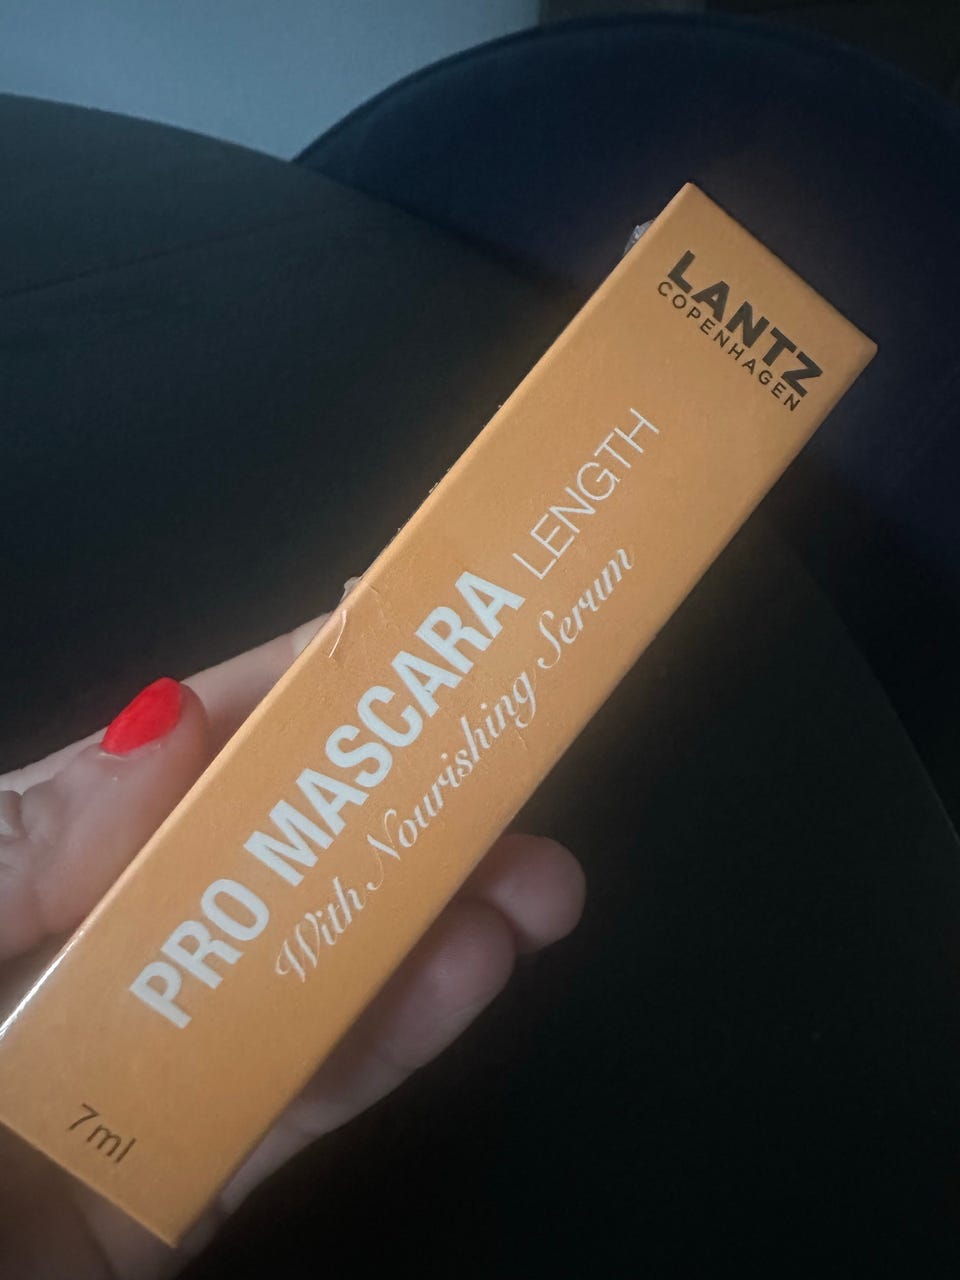 LANTZ
COPENHAGEN
PRO MASCARA LENGTH
With Nourishing Serum
7ml